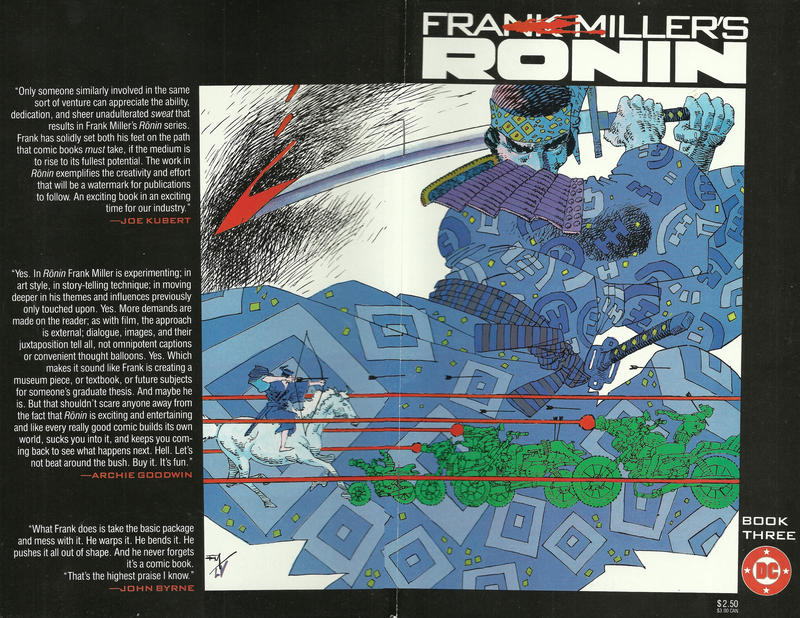 FRANK MILLER'S
RONIN
"Only someone similarly involved in the same
sort of venture can appreciate the ability,
dedication, and sheer unadulterated sweat that
results in Frank Miller's Rōnin series.
Frank has solidly set both his feet on the path
that comic books must take, if the medium is
to rise to its fullest potential. The work in
Rōnin exemplifies the creativity and effort
that will be a watermark for publications
to follow. An exciting book in an exciting
time for our industry."
—JOE KUBERT
"Yes. In Rōnin Frank Miller is experimenting; in
art style, in story-telling technique; in moving
deeper in his themes and influences previously
only touched upon. Yes. More demands are
made on the reader; as with film, the approach
is external; dialogue, images, and their
juxtaposition tell all, not omnipotent captions
or convenient thought balloons. Yes. Which
makes it sound like Frank is creating a
museum piece, or textbook, or future subjects
for someone's graduate thesis. And maybe he
is. But that shouldn't scare anyone away from
the fact that Rōnin is exciting and entertaining
and like every really good comic builds its own
world, sucks you into it, and keeps you com-
ing back to see what happens next. Hell. Let's
not beat around the bush. Buy it. It's fun."
—ARCHIE GOODWIN
"What Frank does is take the basic package
and mess with it. He warps it. He bends it. He
pushes it all out of shape. And he never forgets
it's a comic book.
"That's the highest praise I know."
—JOHN BYRNE
BOOK
THREE
DC
$2.50
$3.00 CAN